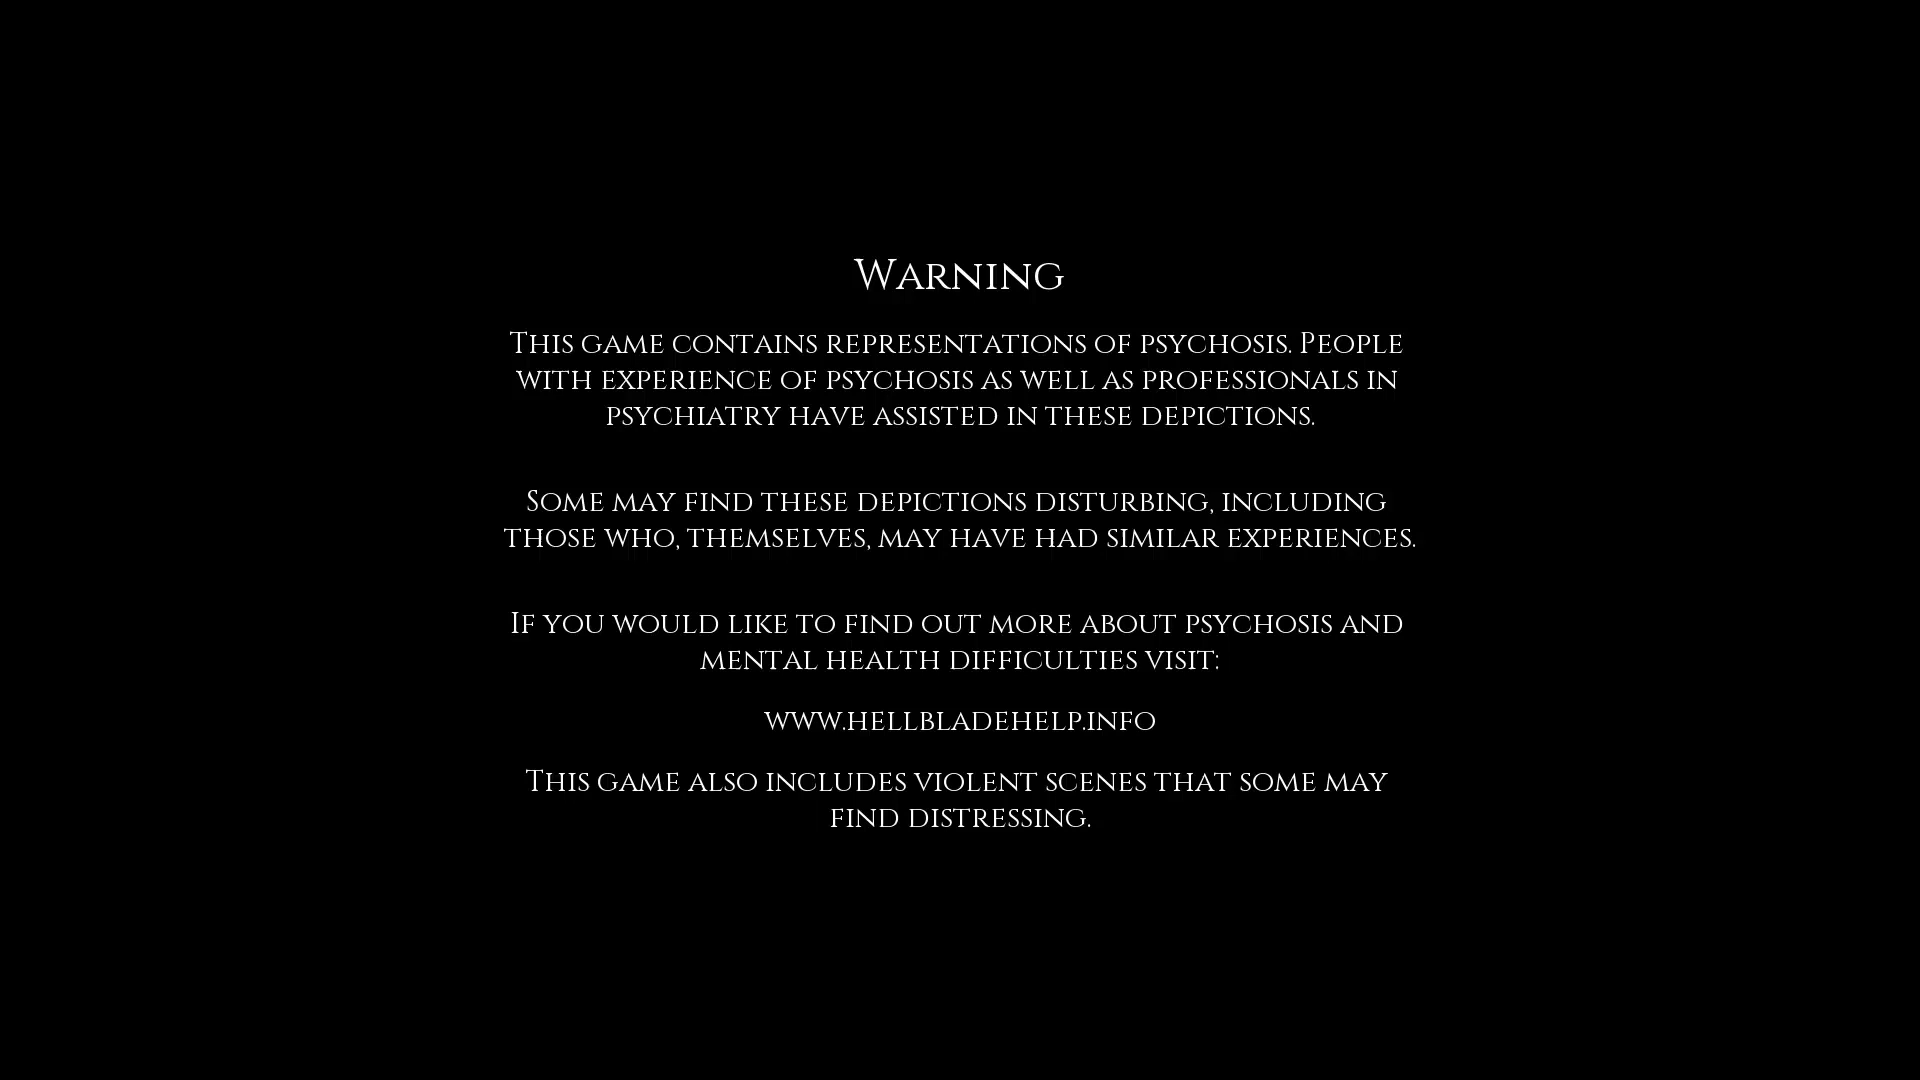 Warning
This game contains representations of psychosis. People
with experience of psychosis as well as professionals in
psychiatry have assisted in these depictions.
Some may find these depictions disturbing, including
those who, themselves, may have had similar experiences.
If you would like to find out more about psychosis and
mental health difficulties visit:
www.hellbladehelp.info
This game also includes violent scenes that some may
find distressing.